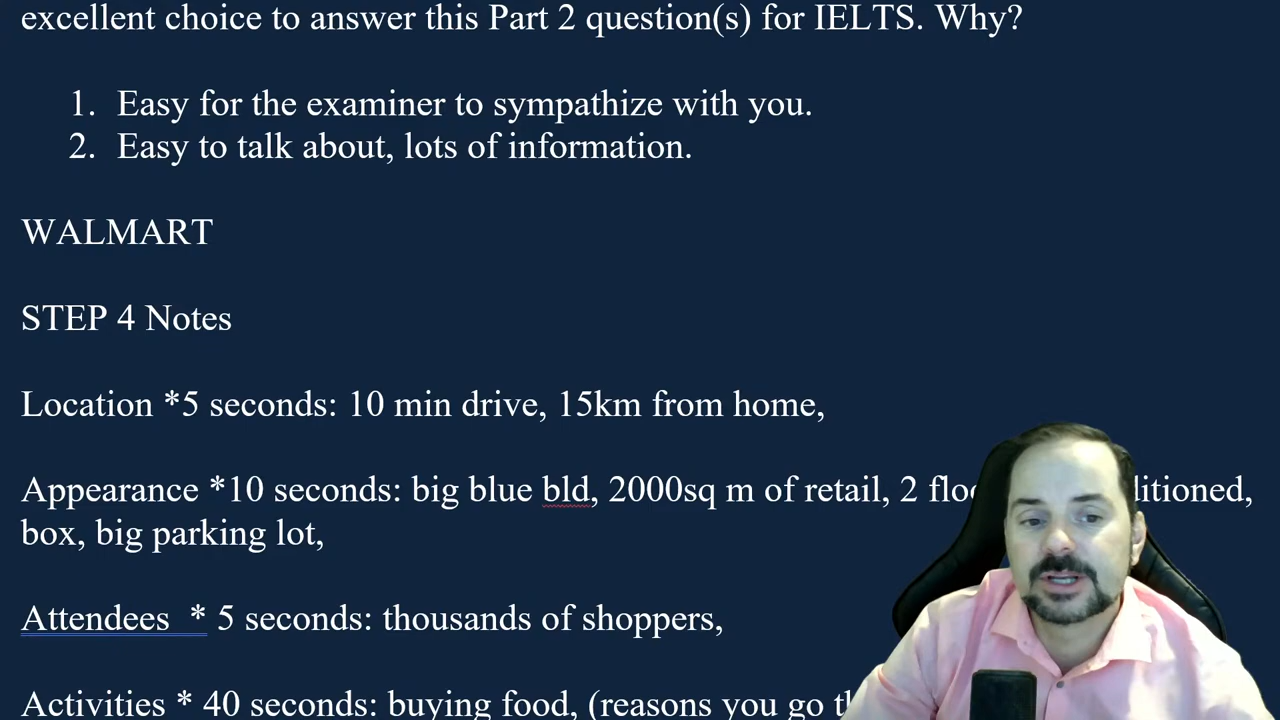 excellent choice to answer this Part 2 question(s) for IELTS. Why?
1. Easy for the examiner to sympathize with you.
2. Easy to talk about, lots of information.
WALMART
STEP 4 Notes
Location *5 seconds: 10 min drive, 15km from home,
Appearance *10 seconds: big blue bld, 2000sq m of retail, 2
box, big parking lot,
Attendees * 5 seconds: thousands of shoppers,
Activities * 40 seconds: buying food, (reasons you go